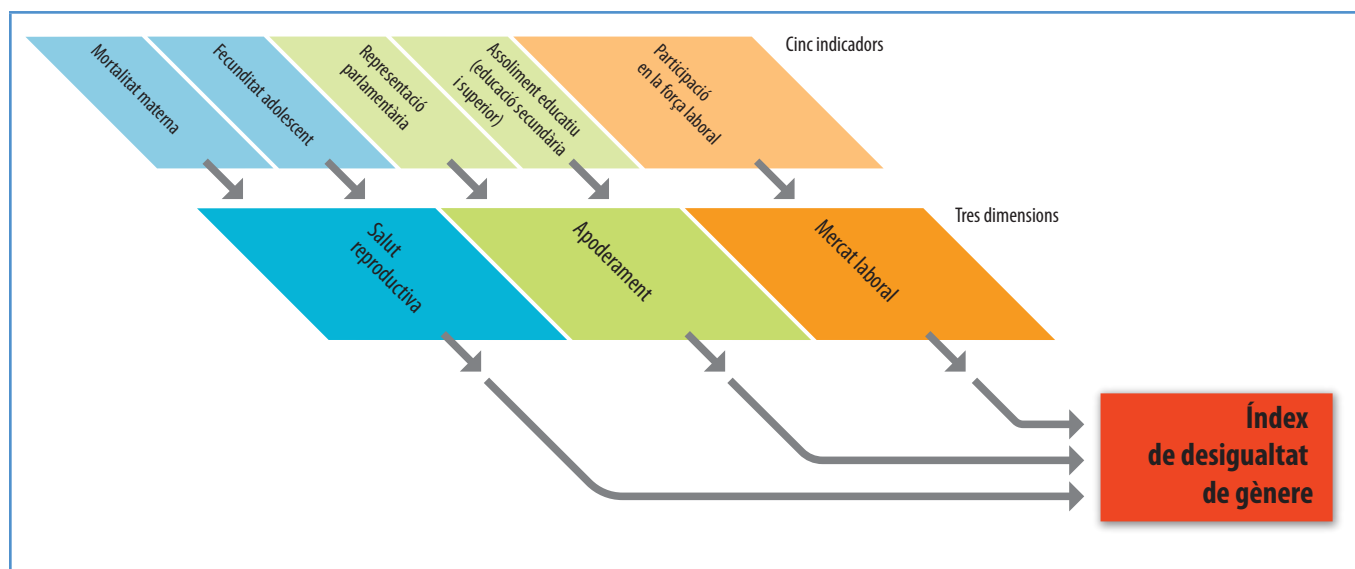 Mortalitat materna
Fecunditat adolescent
Representació
parlamentària
Assoliment educatiu
(educació secundària
i superior)
Participació
en la força laboral
Cinc indicadors
Salut
reproductiva
Apoderament
Mercat laboral
Tres dimensions
Índex
de desigualtat
de gènere